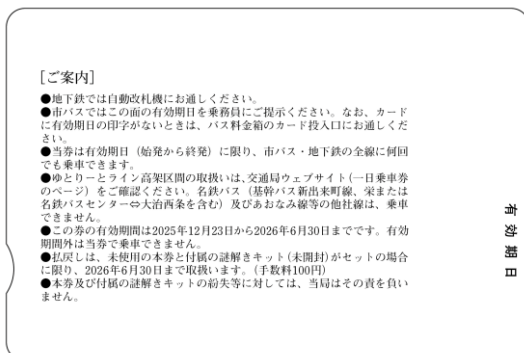 ［ご案内］
●地下鉄では自動改札機にお通しください。
●市バスではこの面の有効期日を乗務員にご提示ください。なお、カード
に有効期日の印字がないときは、バス料金箱のカード投入口にお通しくだ
さい。
●当券は有効期日（始発から終発）に限り、市バス・地下鉄の全線に何回
でも乗車できます。
●ゆとりーとライン高架区間の取扱いは、交通局ウェブサイト(一日乗車券
のページ）をご確認ください。名鉄バス（基幹バス新出来町線、栄または
名鉄バスセンター⇔大治西条を含む）及びあおなみ線等の他社線は、乗車
できません。
●この券の有効期間は2025年12月23日から2026年6月30日までです。有効
期間外は当券で乗車できません。
●払戻しは、未使用の本券と付属の謎解きキット(未開封)がセットの場合
に限り、2026年6月30日まで取扱います。(手数料100円)
●本券及び付属の謎解きキットの紛失等に対しては、当局はその責を負い
ません。
有効期日